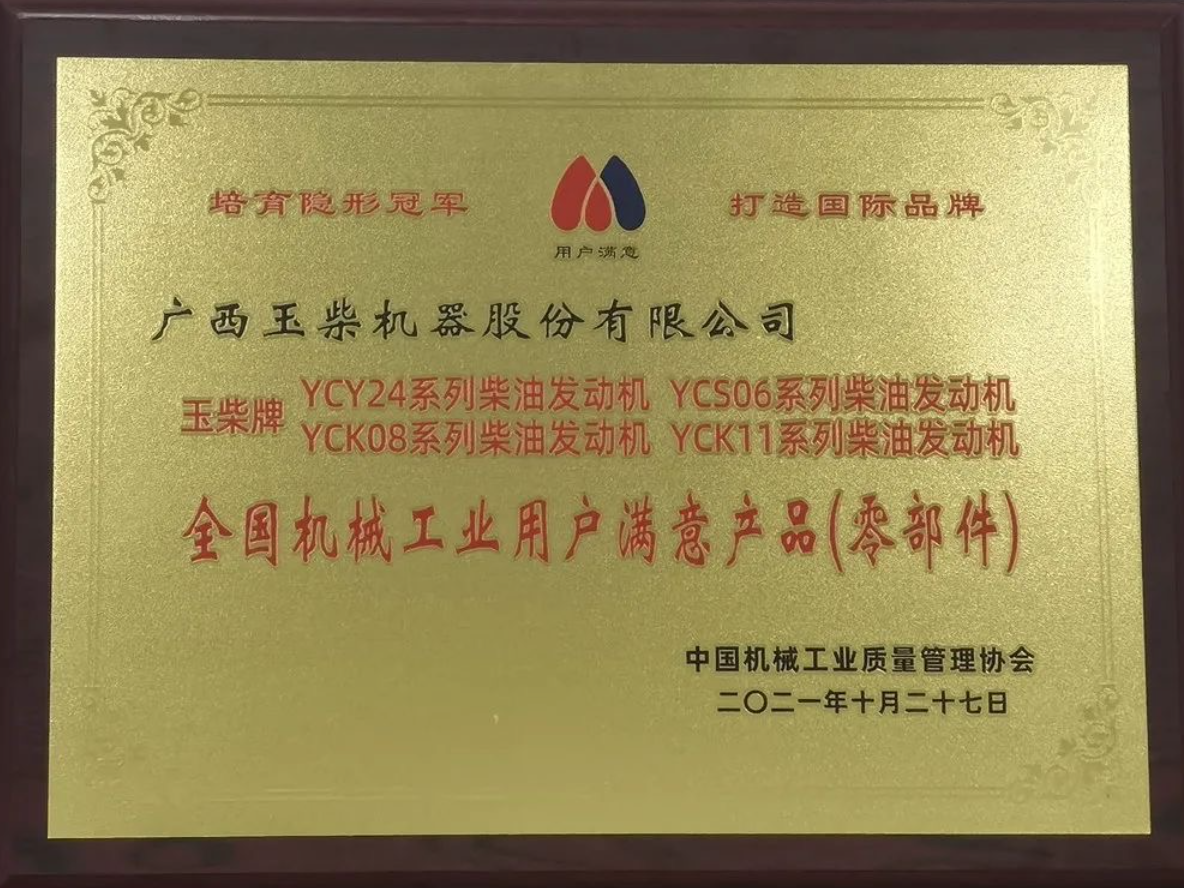 培育隐形冠军 打造国际品牌
用户满意
广西玉柴机器股份有限公司
玉柴牌
YCY24系列柴油发动机 YCS06系列柴油发动机
YCK08系列柴油发动机 YCK11系列柴油发动机
全国机械工业用户满意产品(零部件)
中国机械工业质量管理协会
二〇二一年十月二十七日